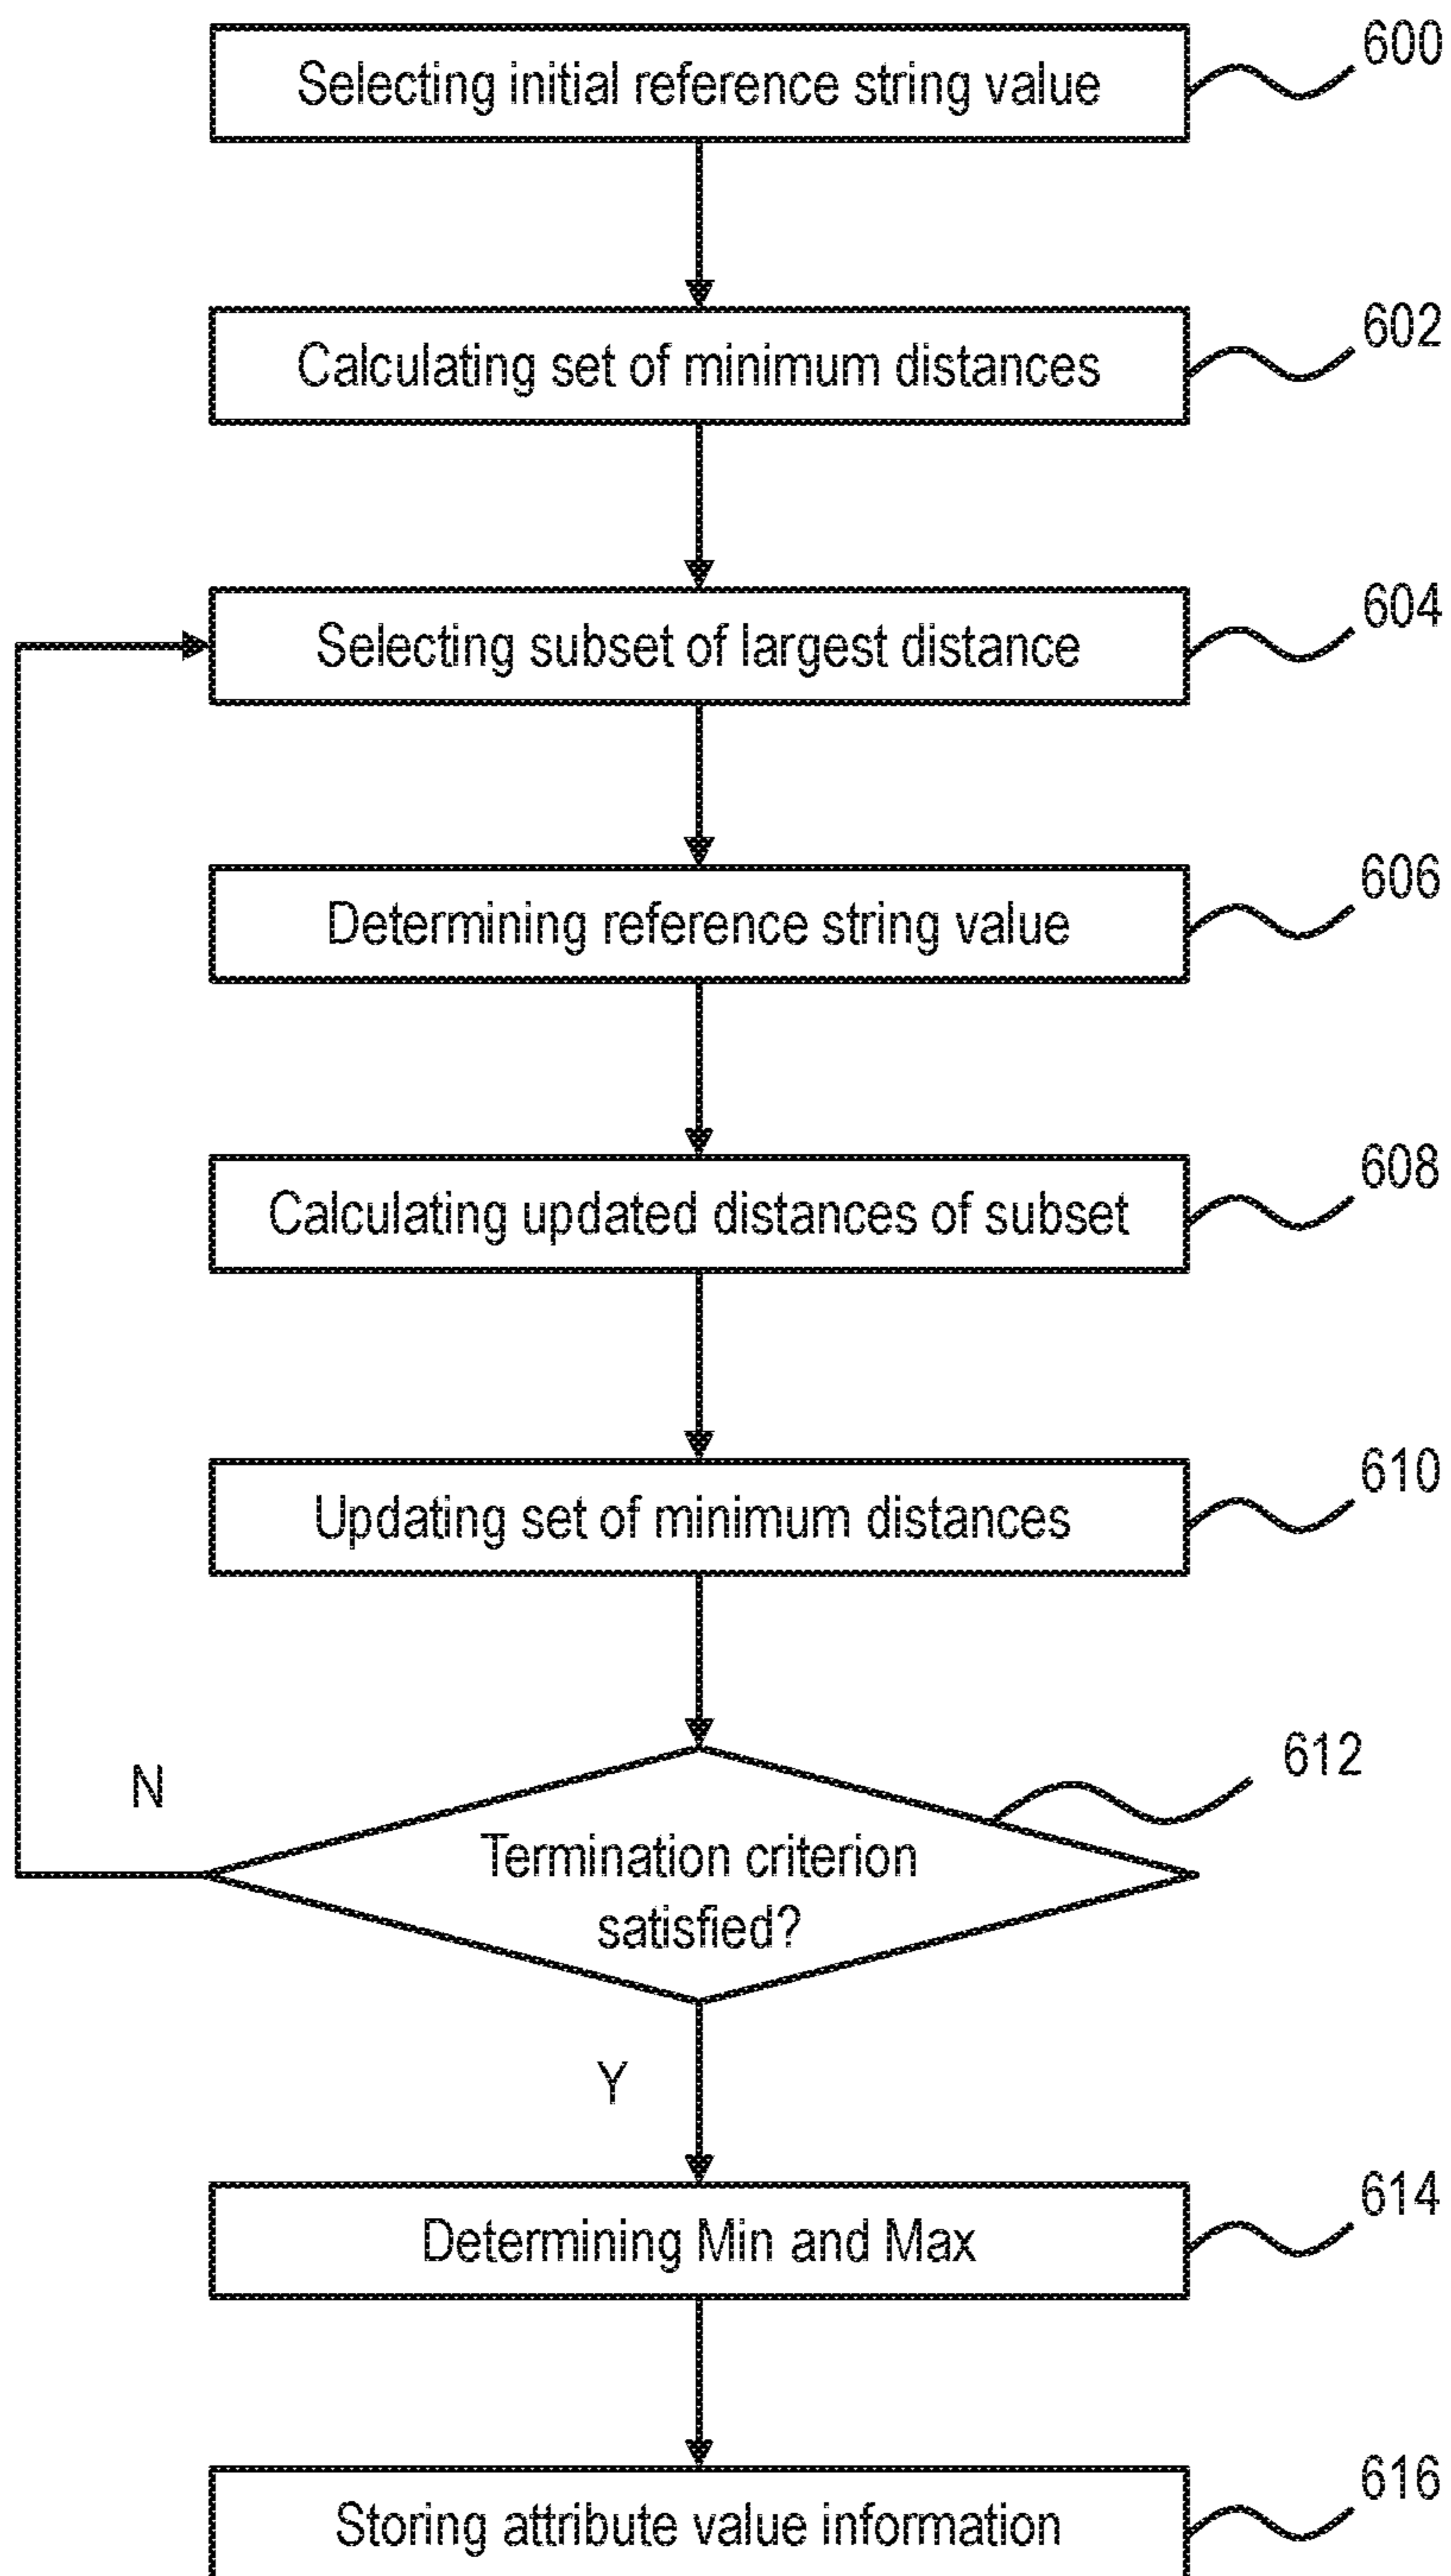 600
Selecting initial reference string value
602
Calculating set of minimum distances
604
Selecting subset of largest distance
606
Determining reference string value
608
Calculating updated distances of subset
610
Updating set of minimum distances
612
N
Termination criterion
satisfied?
Y
614
Determining Min and Max
616
Storing attribute value information